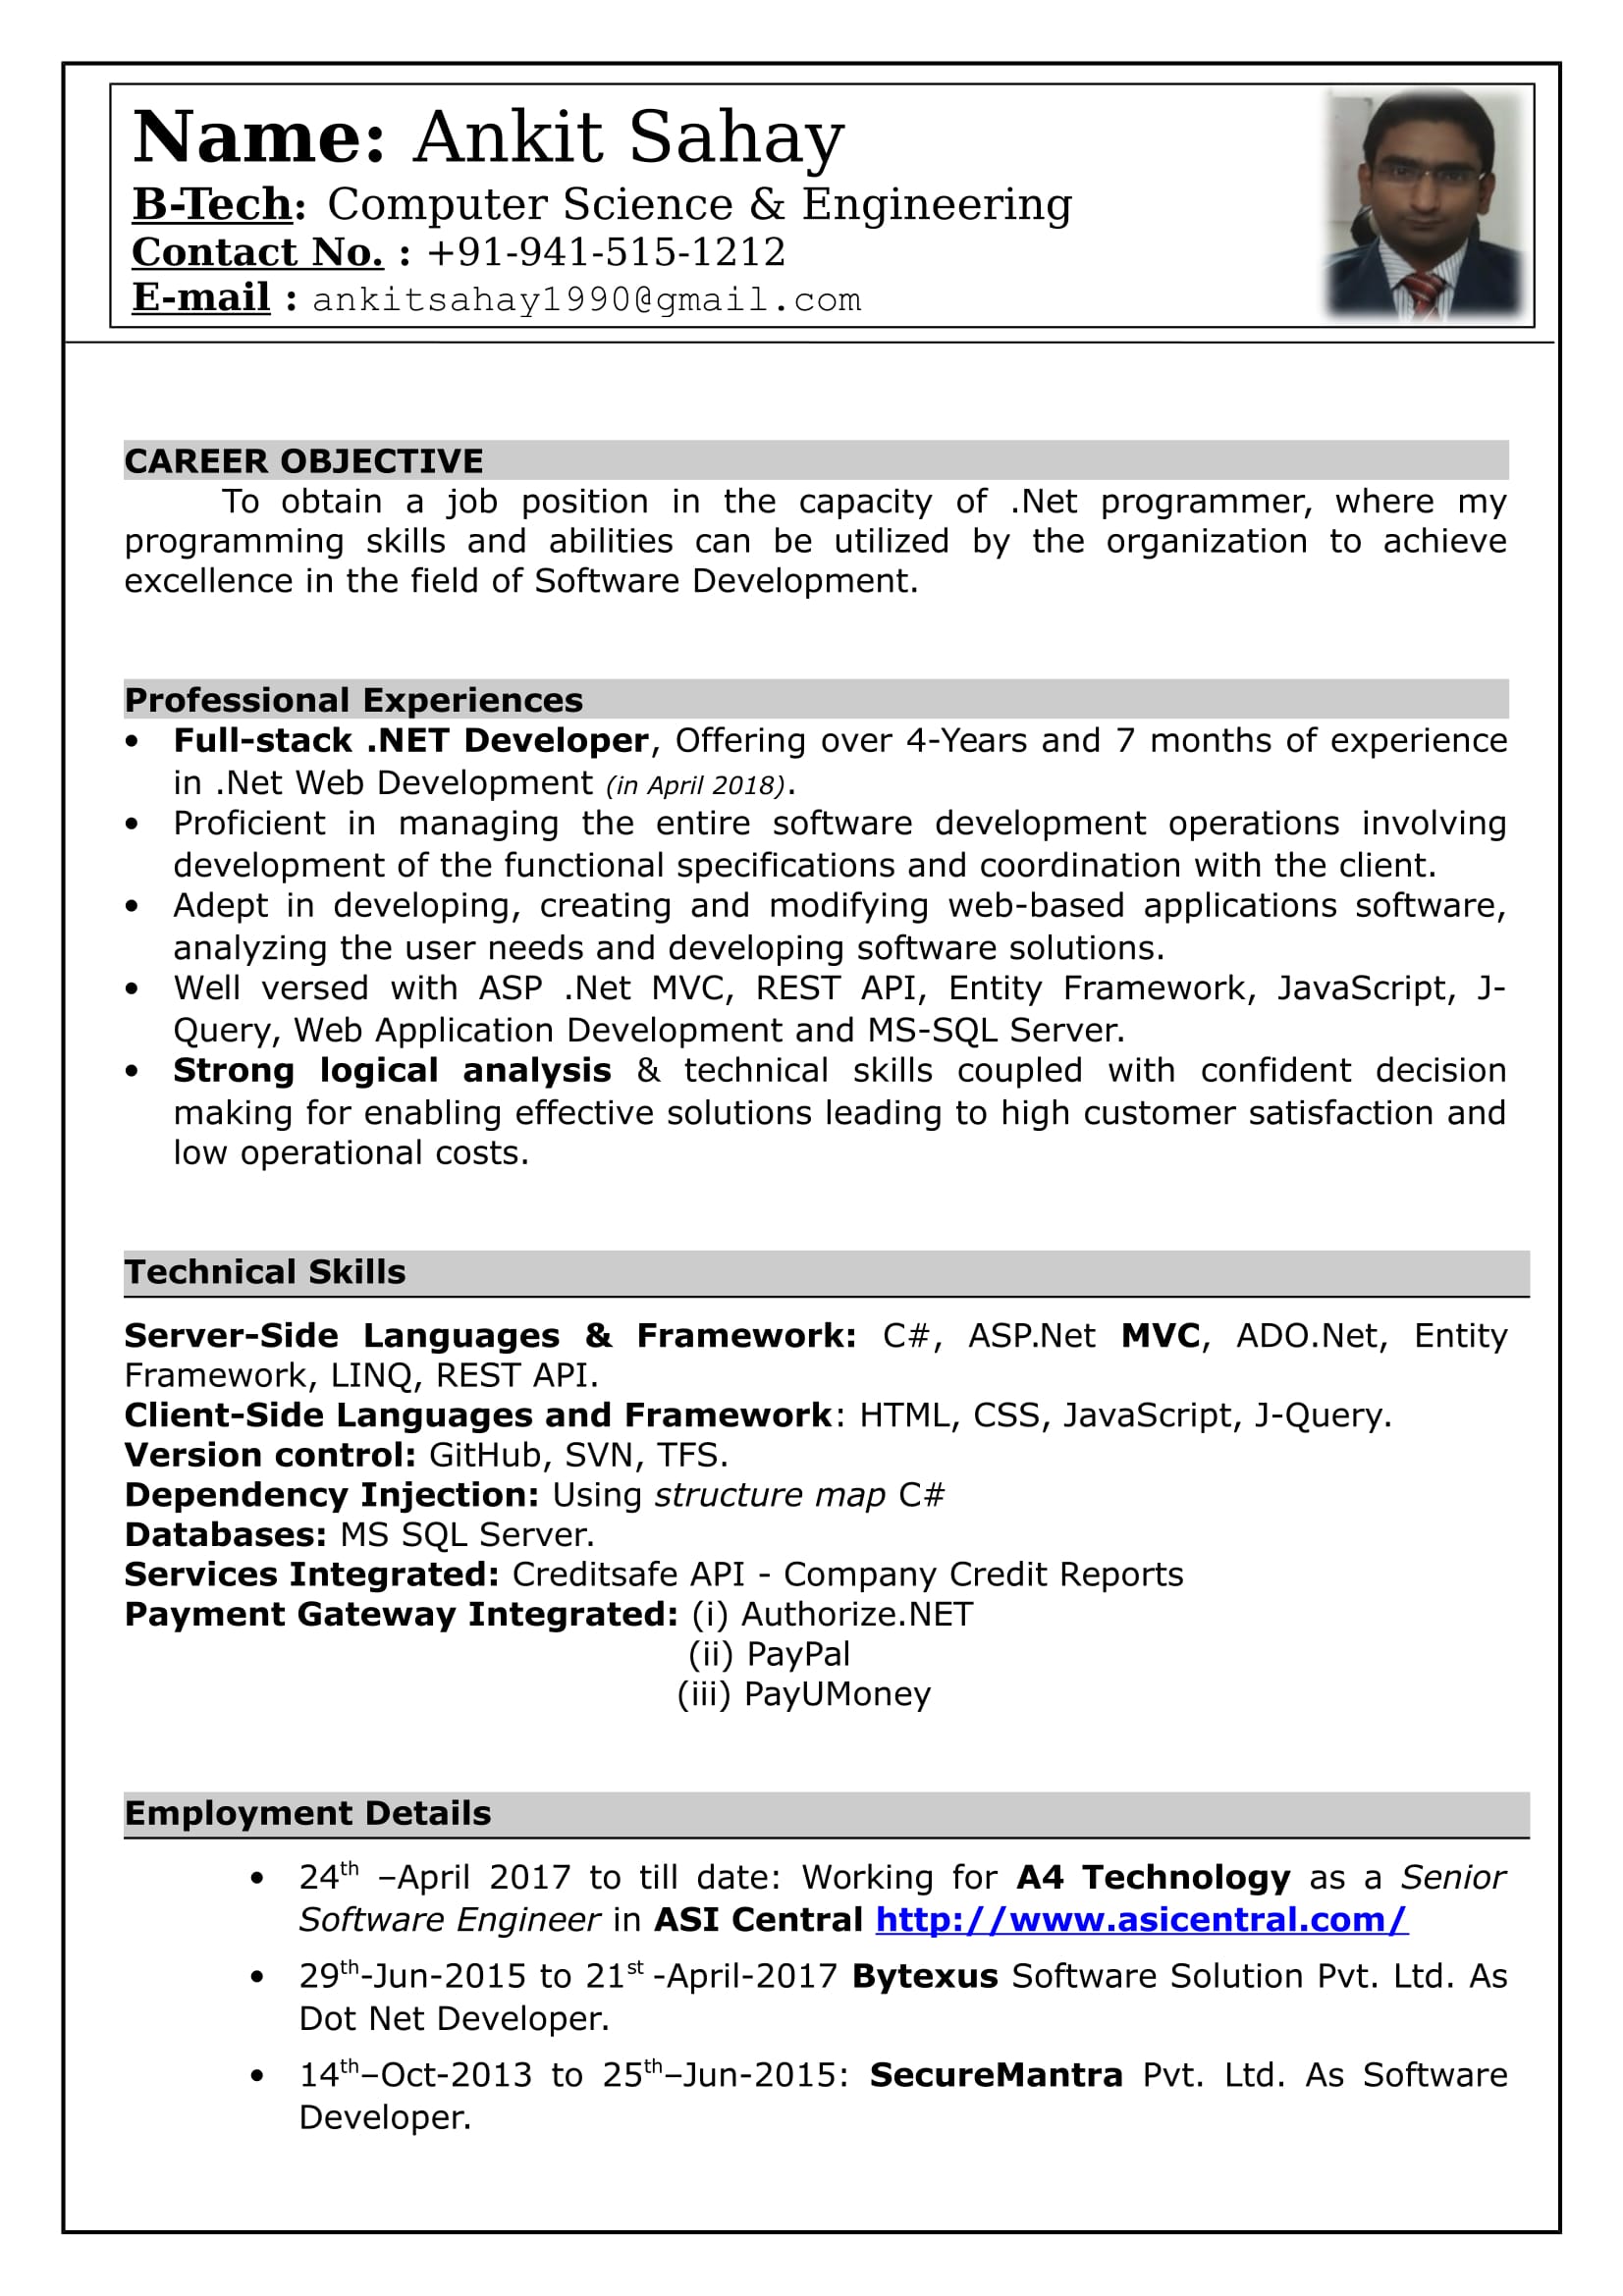 Name: Ankit Sahay
B-Tech: Computer Science & Engineering
Contact No. : +91-941-515-1212
E-mail : ankitsahay1990@gmail.com
CAREER OBJECTIVE
To obtain a job position in the capacity of .Net programmer, where my
programming skills and abilities can be utilized by the organization to achieve
excellence in the field of Software Development.
Professional Experiences
• Full-stack .NET Developer, Offering over 4-Years and 7 months of experience
in .Net Web Development (in April 2018).
• Proficient in managing the entire software development operations involving
development of the functional specifications and coordination with the client.
• Adept in developing, creating and modifying web-based applications software,
analyzing the user needs and developing software solutions.
• Well versed with ASP .Net MVC, REST API, Entity Framework, JavaScript, J-
Query, Web Application Development and MS-SQL Server.
• Strong logical analysis & technical skills coupled with confident decision
making for enabling effective solutions leading to high customer satisfaction and
low operational costs.
Technical Skills
Server-Side Languages & Framework: C#, ASP.Net MVC, ADO.Net, Entity
Framework, LINQ, REST API.
Client-Side Languages and Framework: HTML, CSS, JavaScript, J-Query.
Version control: GitHub, SVN, TFS.
Dependency Injection: Using structure map C#
Databases: MS SQL Server.
Services Integrated: Creditsafe API - Company Credit Reports
Payment Gateway Integrated: (i) Authorize.NET
(ii) PayPal
(iii) PayUMoney
Employment Details
• 24th –April 2017 to till date: Working for A4 Technology as a Senior
Software Engineer in ASI Central http://www.asicentral.com/
• 29th-Jun-2015 to 21st -April-2017 Bytexus Software Solution Pvt. Ltd. As
Dot Net Developer.
• 14th–Oct-2013 to 25th–Jun-2015: SecureMantra Pvt. Ltd. As Software
Developer.